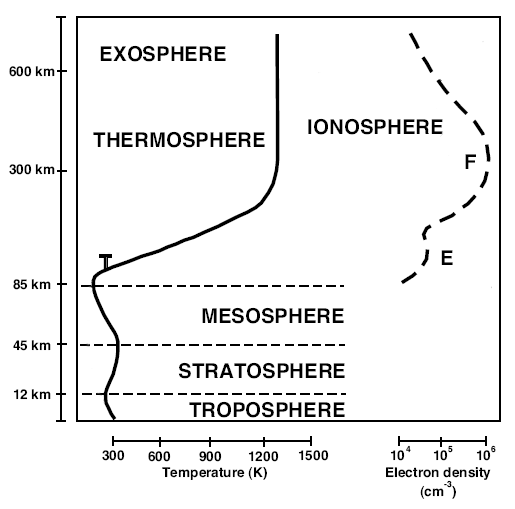 EXOSPHERE
600 km
IONOSPHERE
THERMOSPHERE
F
300 km
E
T
85 km
MESOSPHERE
45 km
STRATOSPHERE
12 km
TROPOSPHERE
300 600 900 1200 1500
Temperature (K)
10⁴ 10⁵ 10⁶
Electron density
(cm⁻³)